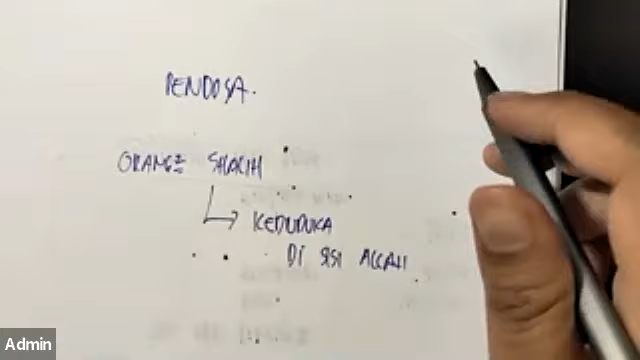 PENDOSA.
ORANG² SHALIH
KEDUDUKA
DI SISI ALLAH
Admin